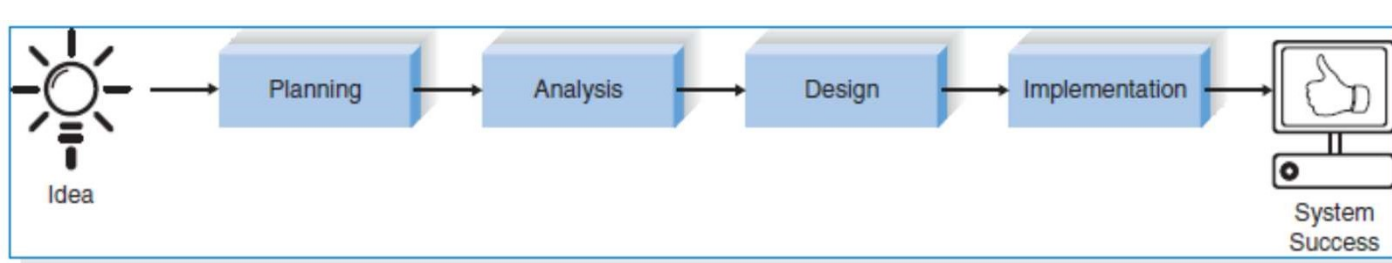 Planning
Analysis
Design
Implementation
Idea
System
Success